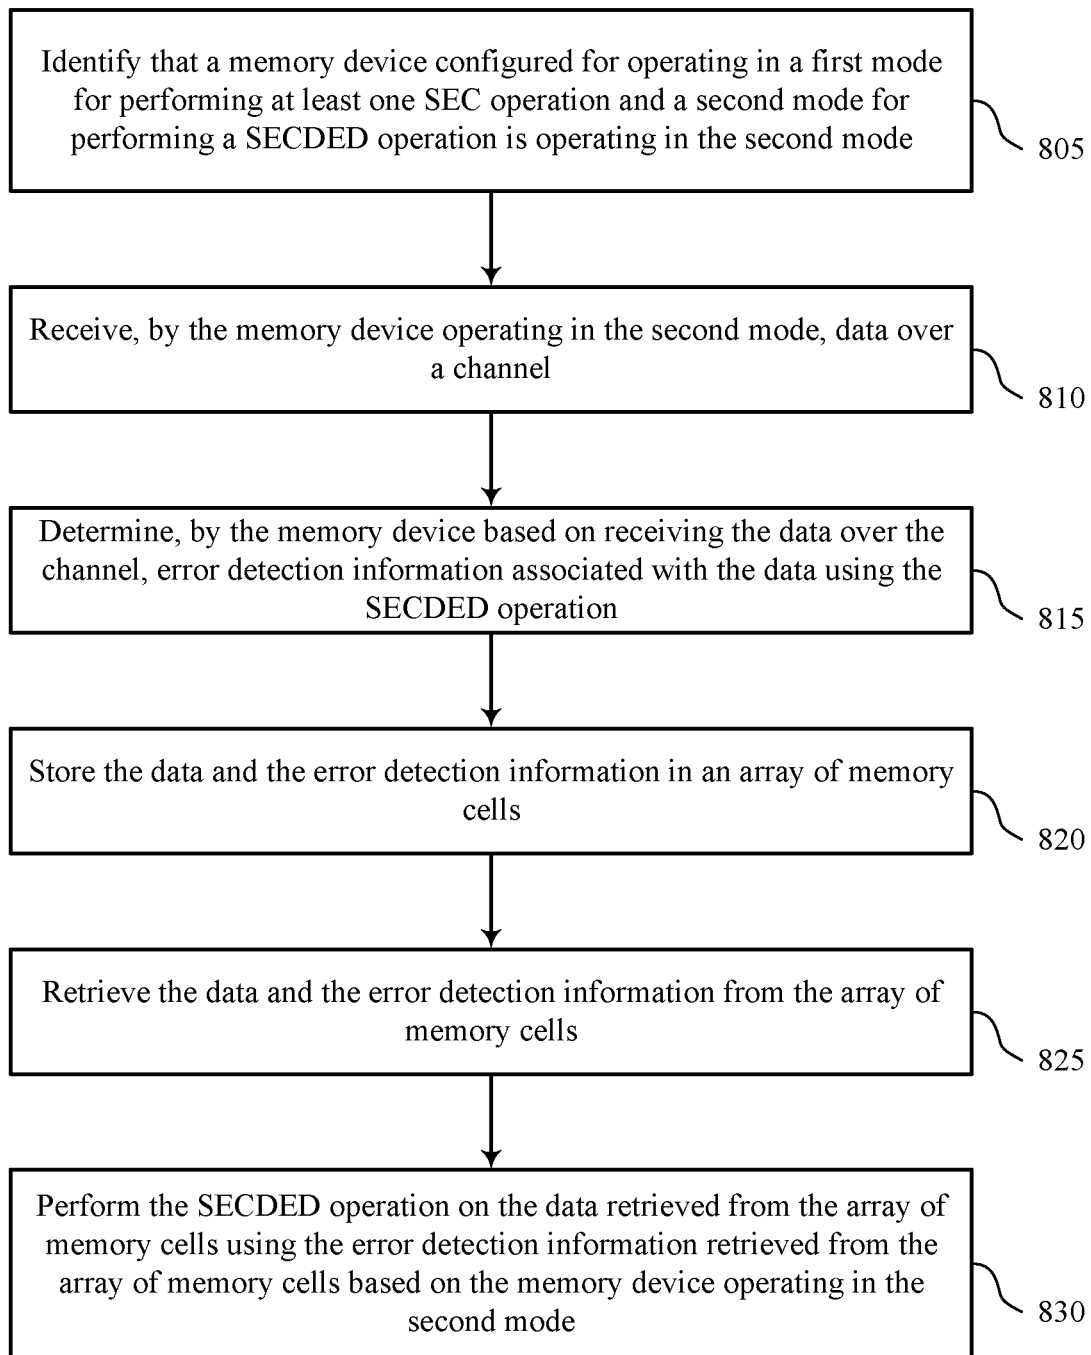 Identify that a memory device configured for operating in a first mode
for performing at least one SEC operation and a second mode for
performing a SECDED operation is operating in the second mode
805
Receive, by the memory device operating in the second mode, data over
a channel
810
Determine, by the memory device based on receiving the data over the
channel, error detection information associated with the data using the
SECDED operation
815
Store the data and the error detection information in an array of memory
cells
820
Retrieve the data and the error detection information from the array of
memory cells
825
Perform the SECDED operation on the data retrieved from the array of
memory cells using the error detection information retrieved from the
array of memory cells based on the memory device operating in the
second mode
830